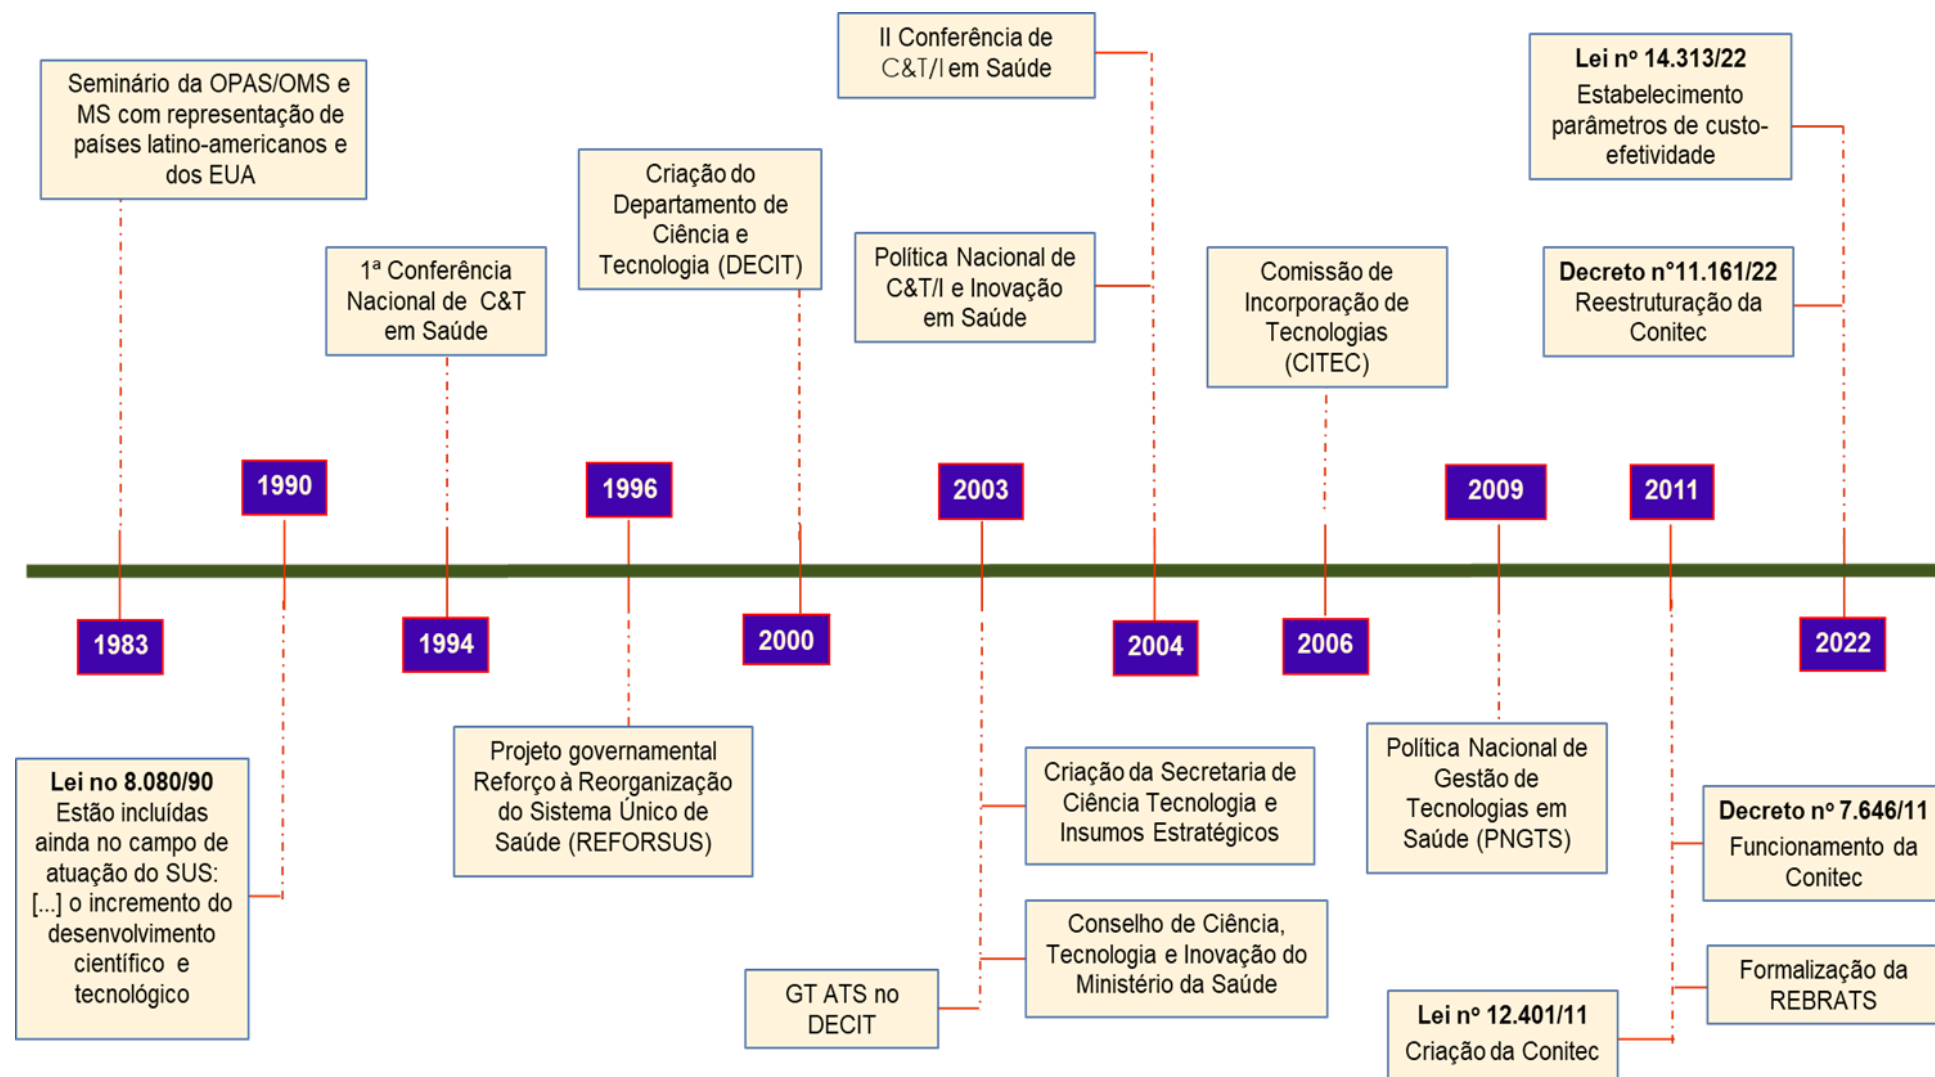 Seminário da OPAS/OMS e
MS com representação de
países latino-americanos e
dos EUA
1ª Conferência
Nacional de C&T
em Saúde
Criação do
Departamento de
Ciência e
Tecnologia (DECIT)
II Conferência de
C&T/I em Saúde
Política Nacional de
C&T/I e Inovação
em Saúde
Comissão de
Incorporação de
Tecnologias
(CITEC)
Lei nº 14.313/22
Estabelecimento
parâmetros de custo-
efetividade
Decreto n°11.161/22
Reestruturação da
Conitec
1990
1996
2003
2009
2011
1983
1994
2000
2004
2006
2022
Lei no 8.080/90
Estão incluídas
ainda no campo de
atuação do SUS:
[...] o incremento do
desenvolvimento
científico e
tecnológico
Projeto governamental
Reforço à Reorganização
do Sistema Único de
Saúde (REFORSUS)
Criação da Secretaria de
Ciência Tecnologia e
Insumos Estratégicos
Conselho de Ciência,
Tecnologia e Inovação do
Ministério da Saúde
GT ATS no
DECIT
Política Nacional de
Gestão de
Tecnologias em
Saúde (PNGTS)
Decreto nº 7.646/11
Funcionamento da
Conitec
Formalização da
REBRATS
Lei nº 12.401/11
Criação da Conitec